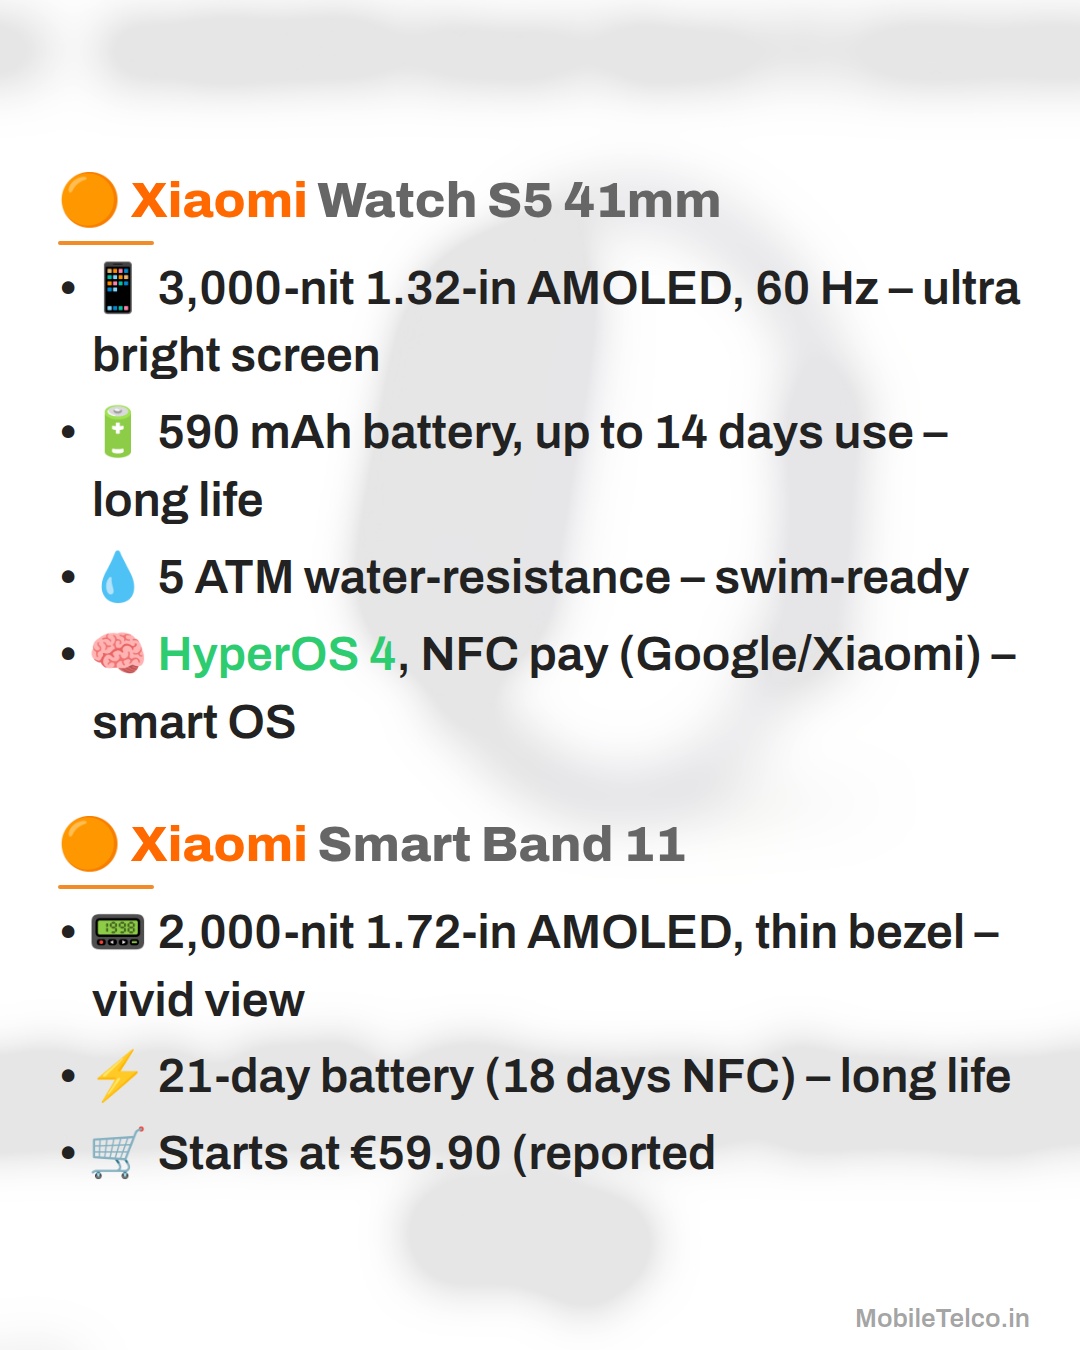 🟠 Xiaomi Watch S5 41mm
• 📱 3,000-nit 1.32-in AMOLED, 60 Hz – ultra
bright screen
• 🔋 590 mAh battery, up to 14 days use –
long life
• 💧 5 ATM water-resistance – swim-ready
• 🧠 HyperOS 4, NFC pay (Google/Xiaomi) –
smart OS
🟠 Xiaomi Smart Band 11
• 📟 2,000-nit 1.72-in AMOLED, thin bezel –
vivid view
• ⚡ 21-day battery (18 days NFC) – long life
• 🛒 Starts at €59.90 (reported
MobileTelco.in